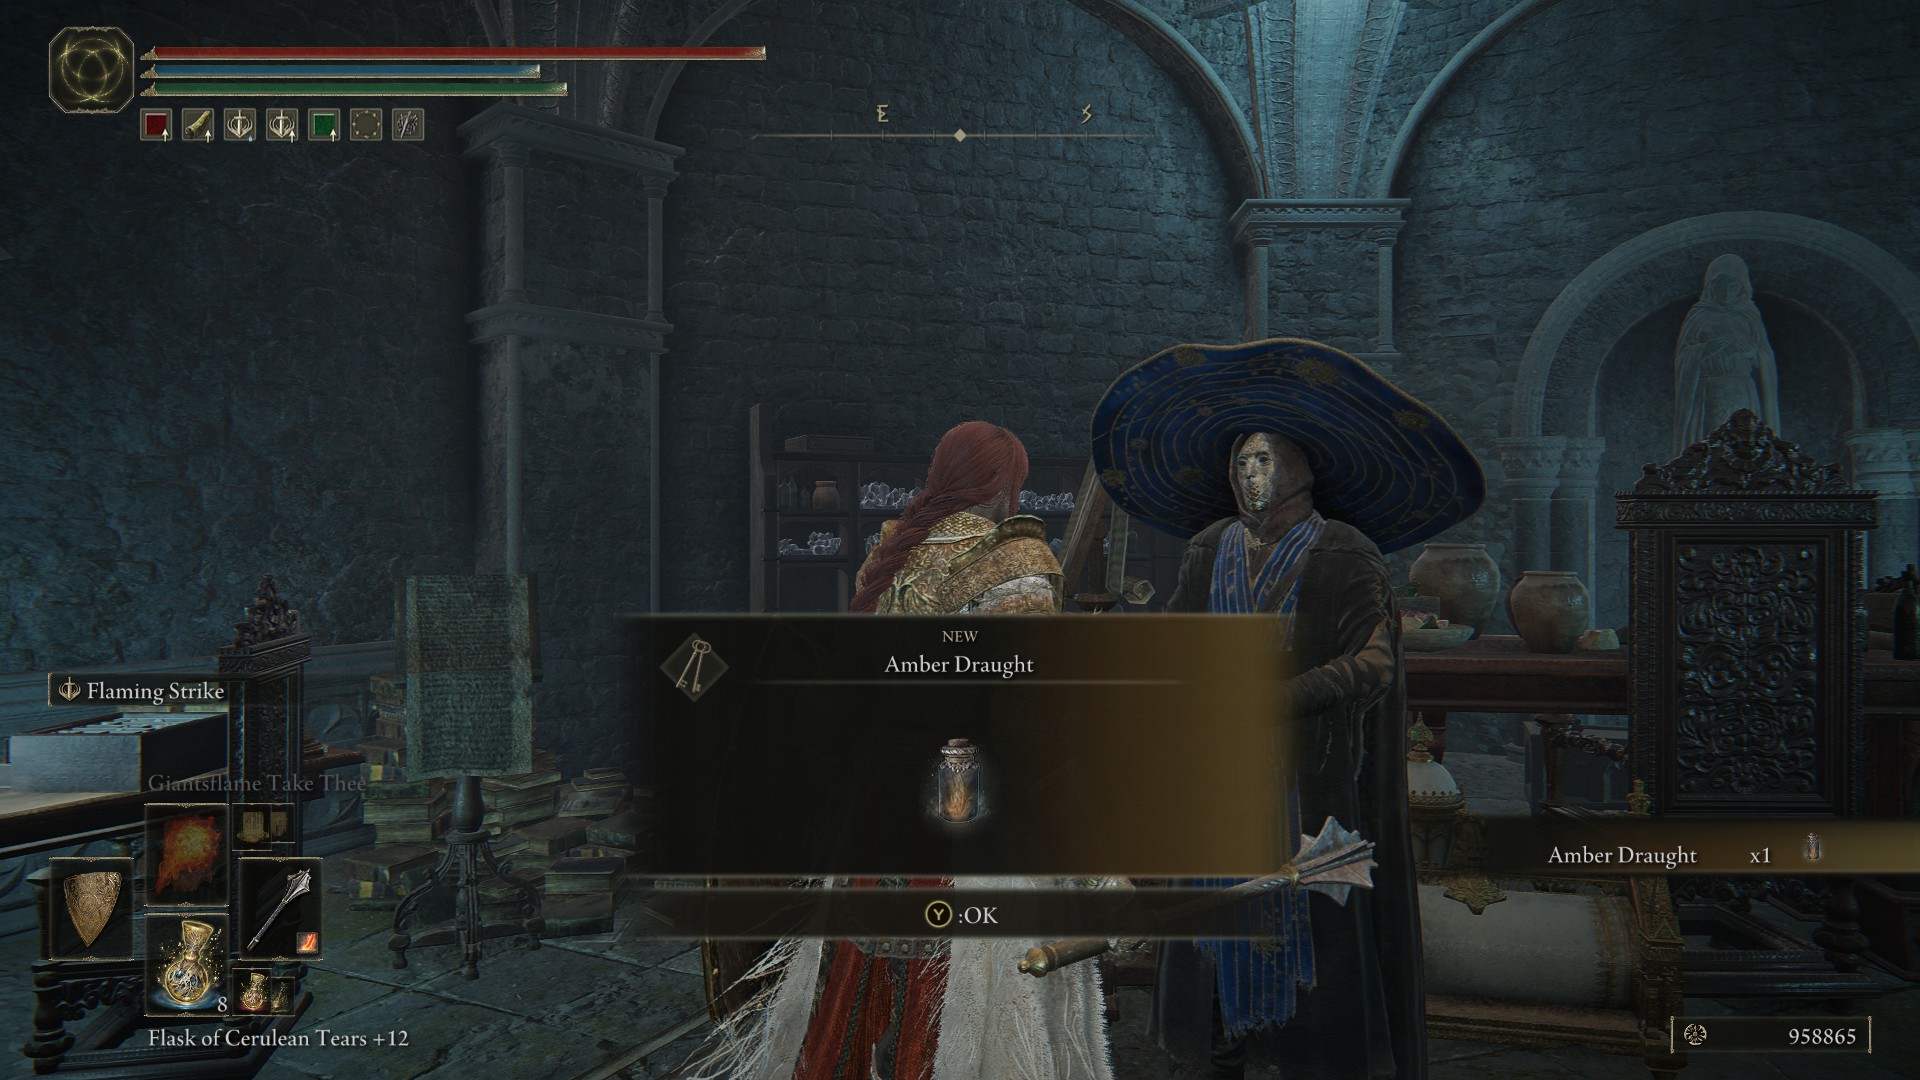 E
S
NEW
Amber Draught
Flaming Strike
Giantsflame Take Thee
Amber Draught x1
Y :OK
8
Flask of Cerulean Tears +12
958865